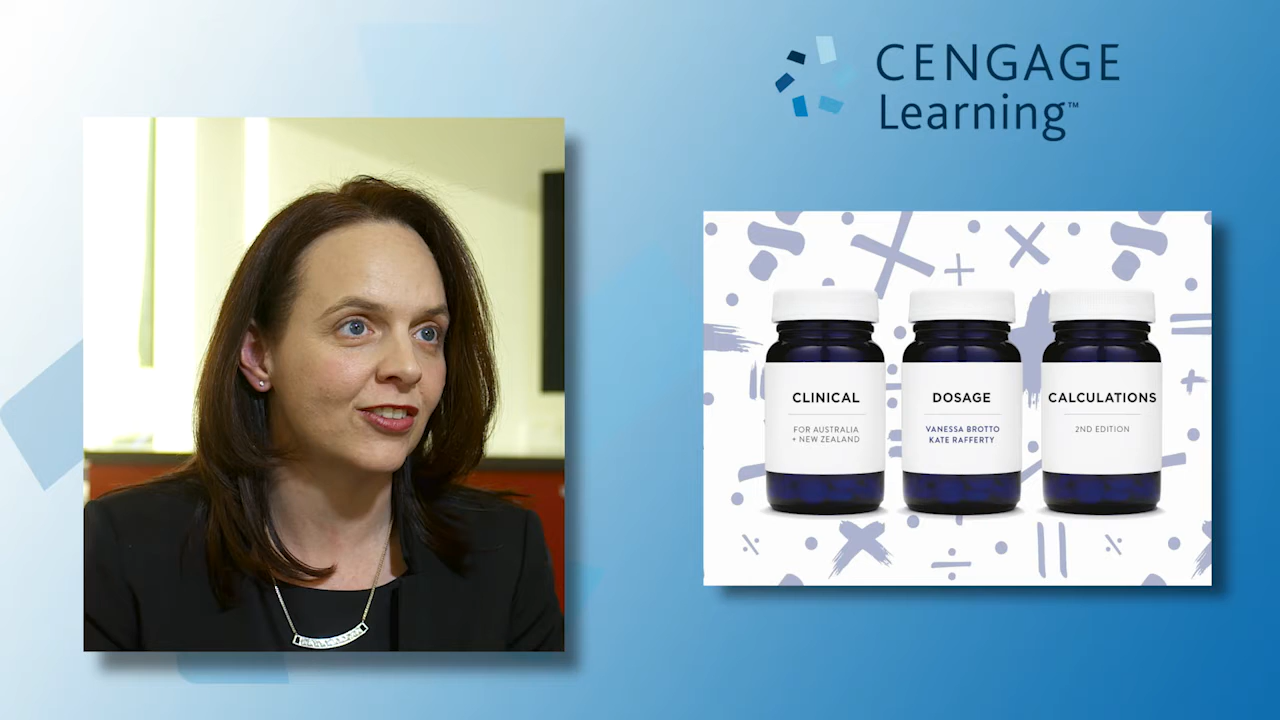 CENGAGE
Learning™
CLINICAL
FOR AUSTRALIA
+ NEW ZEALAND
DOSAGE
VANESSA BROTTO
KATE RAFFERTY
CALCULATIONS
2ND EDITION